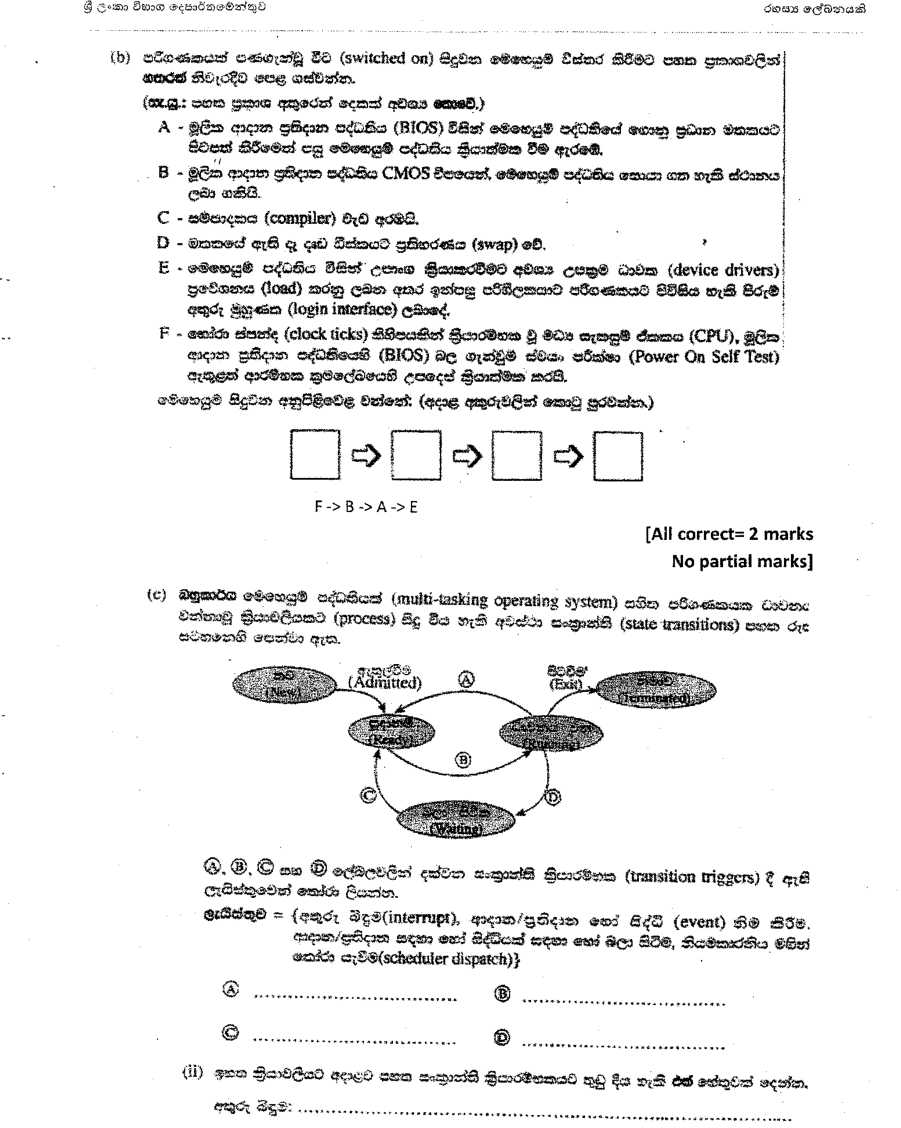 ශ්‍රී ලංකා විභාග දෙපාර්තමේන්තුව
රහස්‍ය ලේඛනයකි
(b) පරිගණකයක් පණගැන්වූ විට (switched on) සිදුවන මෙහෙයුම් විස්තර කිරීමට පහත ප්‍රකාශවලින්
හතරක් නිවැරදිව පෙළ ගස්වන්න.
(සැ.යු.: පහත ප්‍රකාශ අතුරෙන් දෙකක් අවශ්‍ය නොවේ.)
A - මූලික ආදාන ප්‍රතිදාන පද්ධතිය (BIOS) විසින් මෙහෙයුම් පද්ධතියේ ගොනු ප්‍රධාන මතකයට
පිටපත් කිරීමෙන් පසු මෙහෙයුම් පද්ධතිය ක්‍රියාත්මක වීම ඇරඹේ.
B - මූලික ආදාන ප්‍රතිදාන පද්ධතිය CMOS චිපයෙන්, මෙහෙයුම් පද්ධතිය සොයා ගත හැකි ස්ථානය
ලබා ගනියි.
C - සම්පාදකය (compiler) වැඩ අරඹයි.
D - මතකයේ ඇති දෑ දෘඪ ඩිස්කයට ප්‍රතිහරණය (swap) වේ.
E - මෙහෙයුම් පද්ධතිය විසින් උපාංග ක්‍රියාකරවීමට අවශ්‍ය උපක්‍රම ධාවක (device drivers)
ප්‍රවේශනය (load) කරනු ලබන අතර ඉන්පසු පරිශීලකයාට පරිගණකයට පිවිසිය හැකි පිරුම්
අතුරු මුහුණත (login interface) ලබාදේ.
F - හෝරා ස්පන්ද (clock ticks) කිහිපයකින් ක්‍රියාරම්භක වූ මධ්‍ය සැකසුම් ඒකකය (CPU), මූලික
ආදාන ප්‍රතිදාන පද්ධතියෙහි (BIOS) බල ගැන්වුම් ස්වයං පරීක්ෂා (Power On Self Test)
ඇතුළත් ආරම්භක ක්‍රමලේඛයෙහි උපදෙස් ක්‍රියාත්මක කරයි.
මෙහෙයුම් සිදුවන අනුපිළිවෙළ වන්නේ: (අදාළ අකුරුවලින් කොටු පුරවන්න.)
F -> B -> A -> E
[All correct= 2 marks
No partial marks]
(c) බහුකාර්ය මෙහෙයුම් පද්ධතියක් (multi-tasking operating system) සහිත පරිගණකයක ධාවනය
වන්නාවූ ක්‍රියාවලියකට (process) සිදු විය හැකි අවස්ථා සංක්‍රාන්ති (state transitions) පහත රූප
සටහනෙහි පෙන්වා ඇත.
නව
(New)
ඇතුල්වීම
(Admitted)
A
පිටවීම
(Exit)
(Terminated)
සූදානම්
(Ready)
(Running)
B
C
D
(Waiting)
A, B, C සහ D ලේබලවලින් දක්වන සංක්‍රාන්ති ක්‍රියාරම්භක (transition triggers) දී ඇති
ලැයිස්තුවෙන් තෝරා ලියන්න.
ලැයිස්තුව = {අතුරු බිඳුම(interrupt), ආදාන/ප්‍රතිදාන හෝ සිද්ධි (event) නිම කිරීම.
ආදාන/ප්‍රතිදාන සඳහා හෝ සිද්ධියක් සඳහා හෝ බලා සිටීම, නියමකාරකය මඟින්
තෝරා යැවීම(scheduler dispatch)}
A ........................................ B ........................................
C ........................................ D ........................................
(ii) ඉහත ක්‍රියාවලියට අදාළව පහත සංක්‍රාන්ති ක්‍රියාරම්භකයට තුඩු දිය හැකි එක් හේතුවක් දෙන්න.
අතුරු බිඳුම: ................................................................................